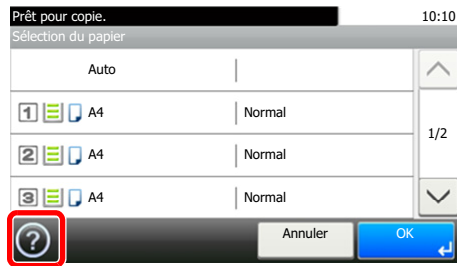 Prêt pour copie. 10:10
Sélection du papier
Auto
1 A4 Normal
1/2
2 A4 Normal
3 A4 Normal
? Annuler OK